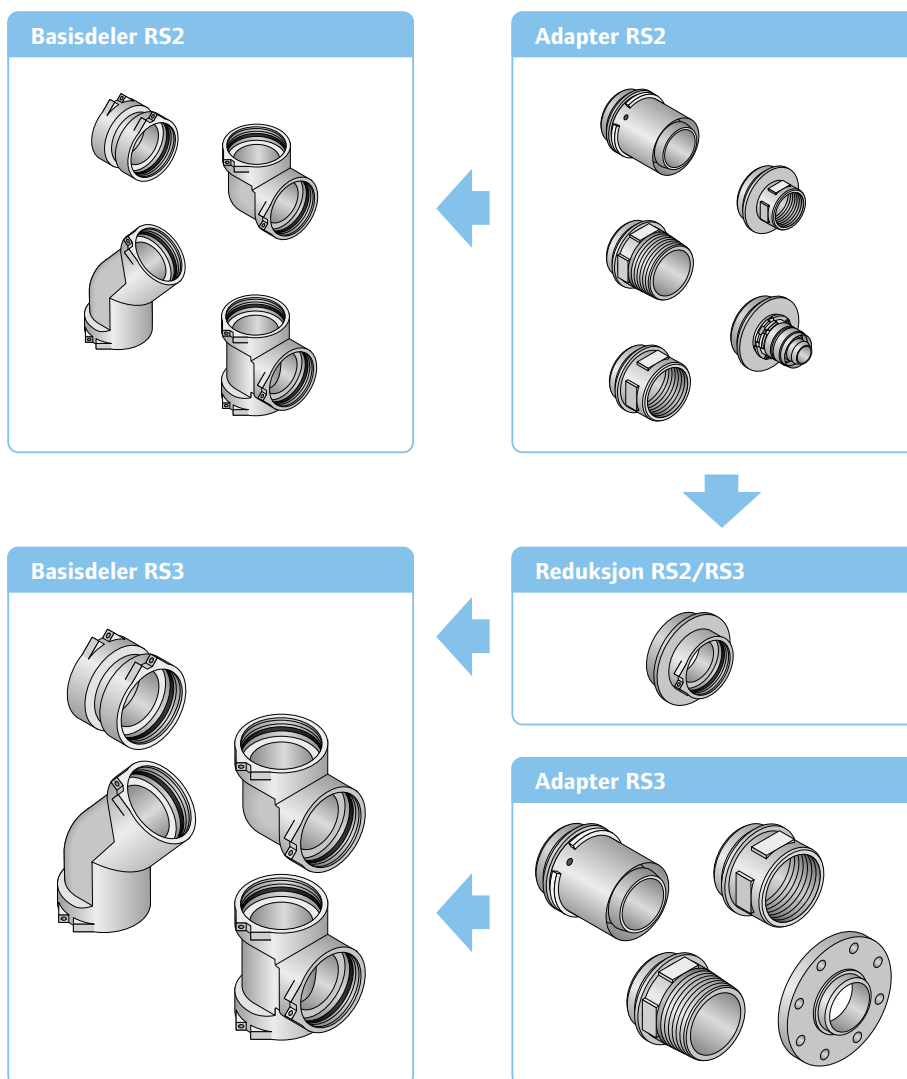 Basisdeler RS2
Adapter RS2
Basisdeler RS3
Reduksjon RS2/RS3
Adapter RS3